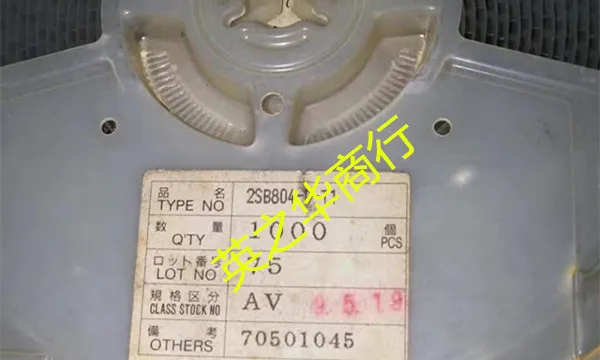 品名 2SB804-
TYPE NO
数量 1000 個
Q'TY PCS
ロット番号 75
LOT NO
規格区分 AV 9.5.19
CLASS STOCK NO
備考 70501045
OTHERS
英之华商行